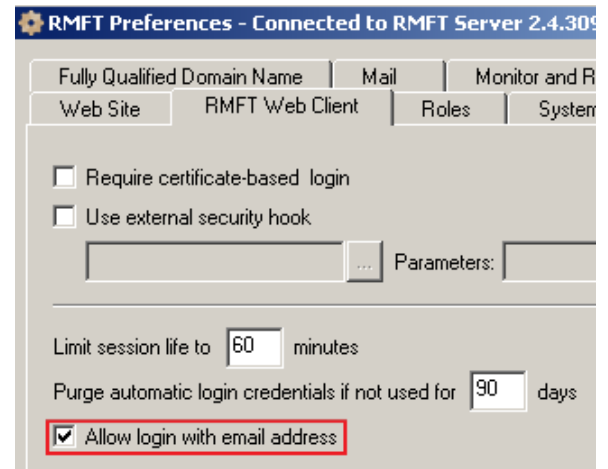 RMFT Preferences - Connected to RMFT Server 2.4.309
Fully Qualified Domain Name Mail Monitor and R
Web Site RMFT Web Client Roles System
Require certificate-based login
Use external security hook
... Parameters:
Limit session life to 60 minutes
Purge automatic login credentials if not used for 90 days
Allow login with email address